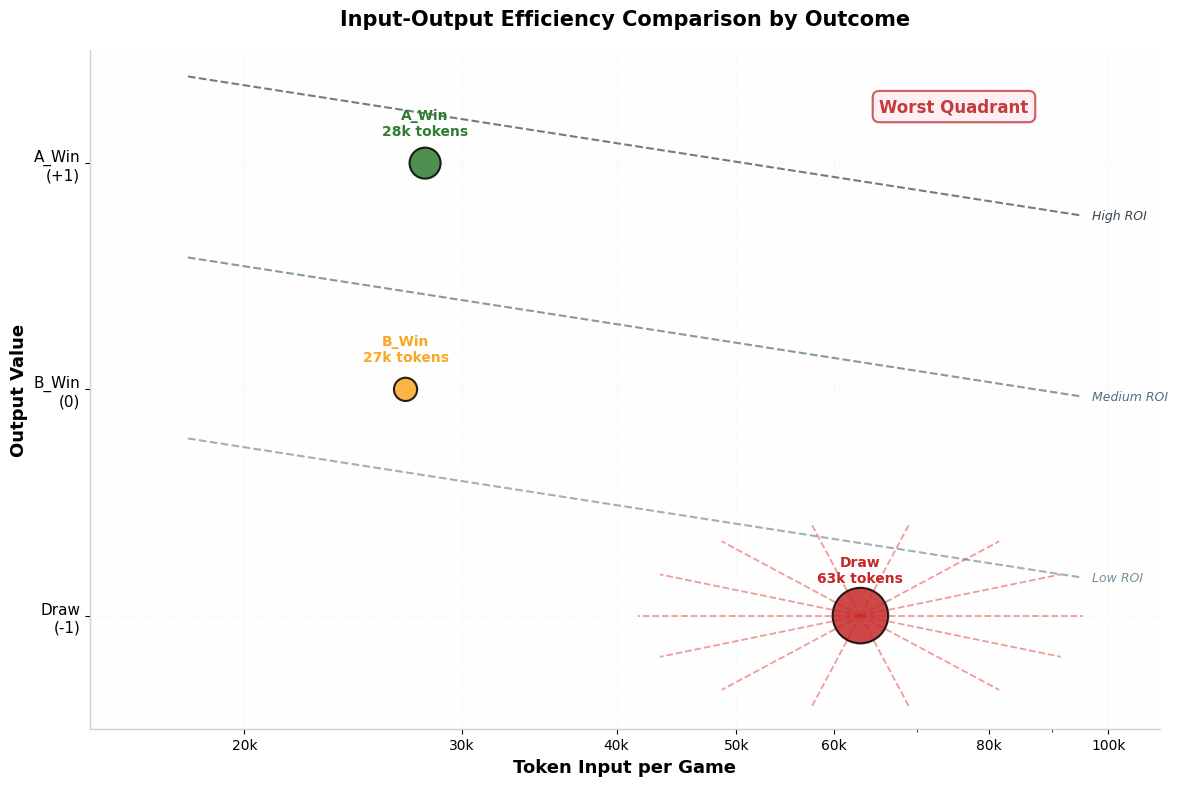 Input-Output Efficiency Comparison by Outcome
Worst Quadrant
A_Win
28k tokens
A_Win
(+1)
High ROI
B_Win
27k tokens
B_Win
(0)
Medium ROI
Output Value
Draw
63k tokens
Low ROI
Draw
(-1)
20k
30k
40k
50k
60k
80k
100k
Token Input per Game